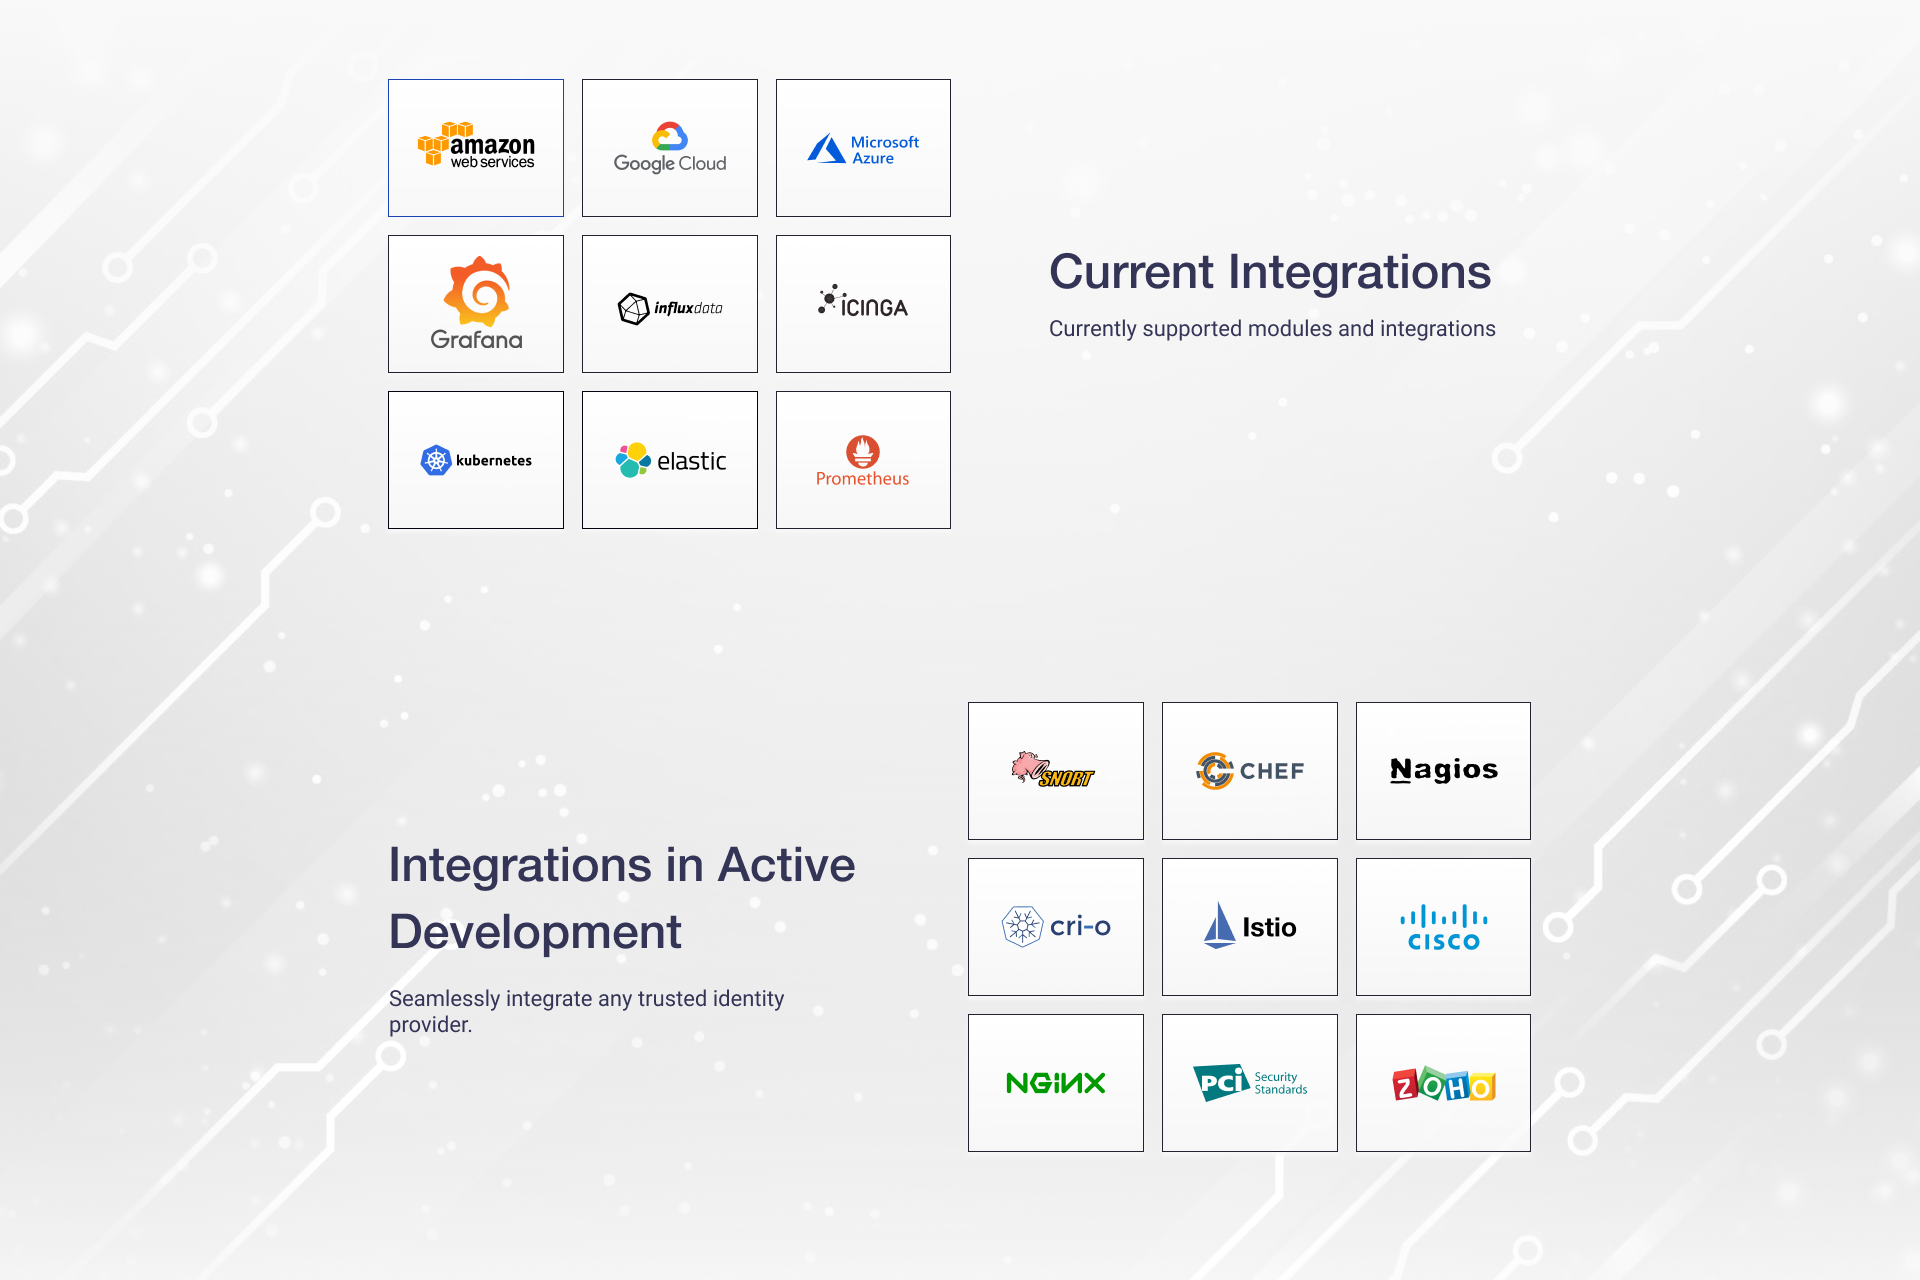 amazon
web services
Google Cloud
Microsoft
Azure
Grafana
influxdata
ICINGA
kubernetes
elastic
Prometheus
Current Integrations
Currently supported modules and integrations
Integrations in Active
Development
Seamlessly integrate any trusted identity
provider.
SNORT
CHEF
Nagios
cri-o
Istio
CISCO
NGINX
PCi
Security
Standards
ZOHO